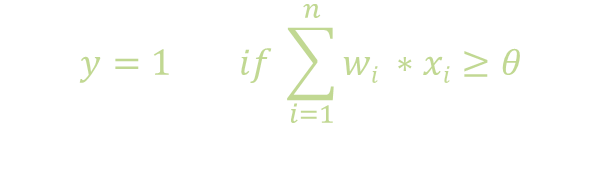 y = 1 if ∑_{i=1}^{n} w_i * x_i ≥ θ